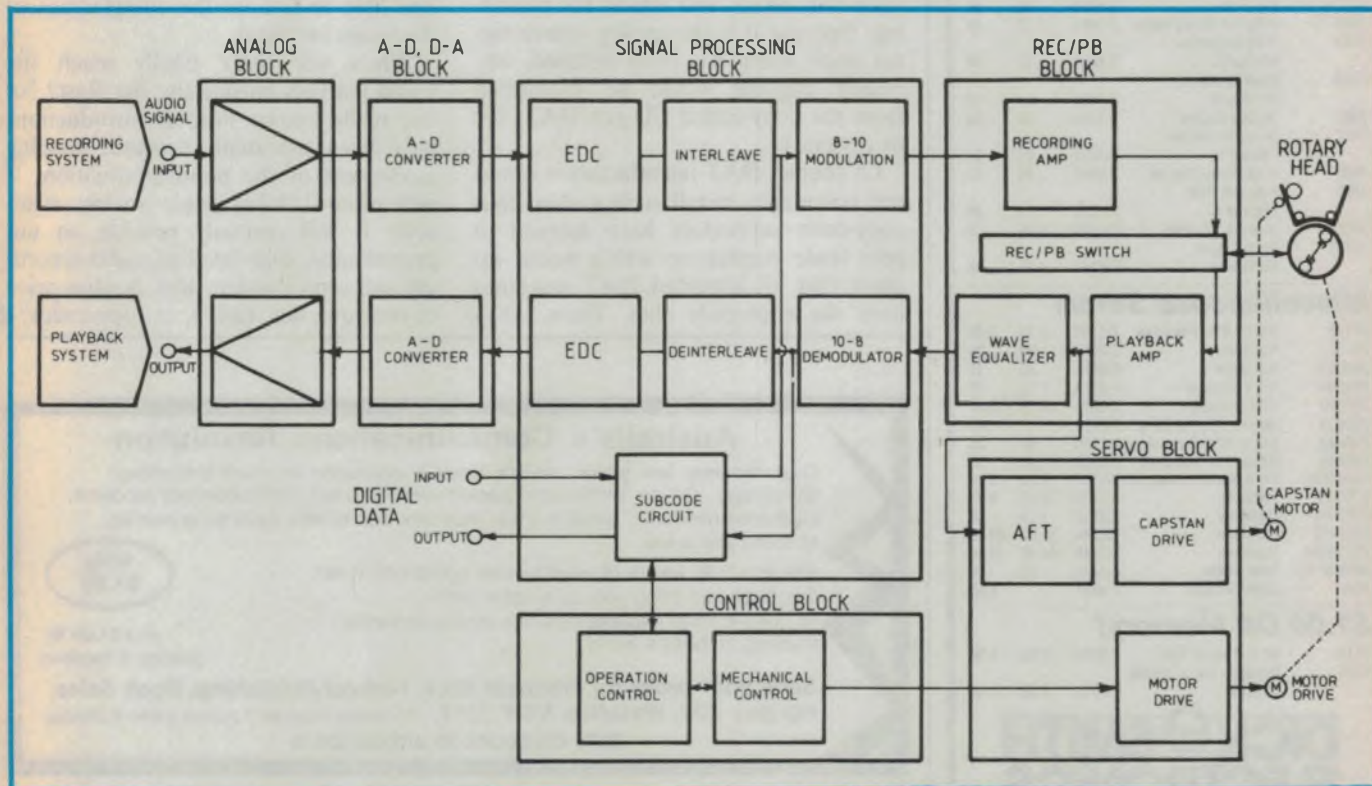 ANALOG
BLOCK
A-D, D-A
BLOCK
SIGNAL PROCESSING
BLOCK
REC/PB
BLOCK
RECORDING
SYSTEM
AUDIO
SIGNAL
INPUT
A-D
CONVERTER
EDC
INTERLEAVE
8-10
MODULATION
RECORDING
AMP
ROTARY
HEAD
REC/PB SWITCH
PLAYBACK
SYSTEM
OUTPUT
A-D
CONVERTER
EDC
DEINTERLEAVE
10-8
DEMODULATOR
WAVE
EQUALIZER
PLAYBACK
AMP
DIGITAL
DATA
INPUT
OUTPUT
SUBCODE
CIRCUIT
SERVO BLOCK
AFT
CAPSTAN
DRIVE
CAPSTAN
MOTOR
M
CONTROL BLOCK
OPERATION
CONTROL
MECHANICAL
CONTROL
MOTOR
DRIVE
M
MOTOR
DRIVE